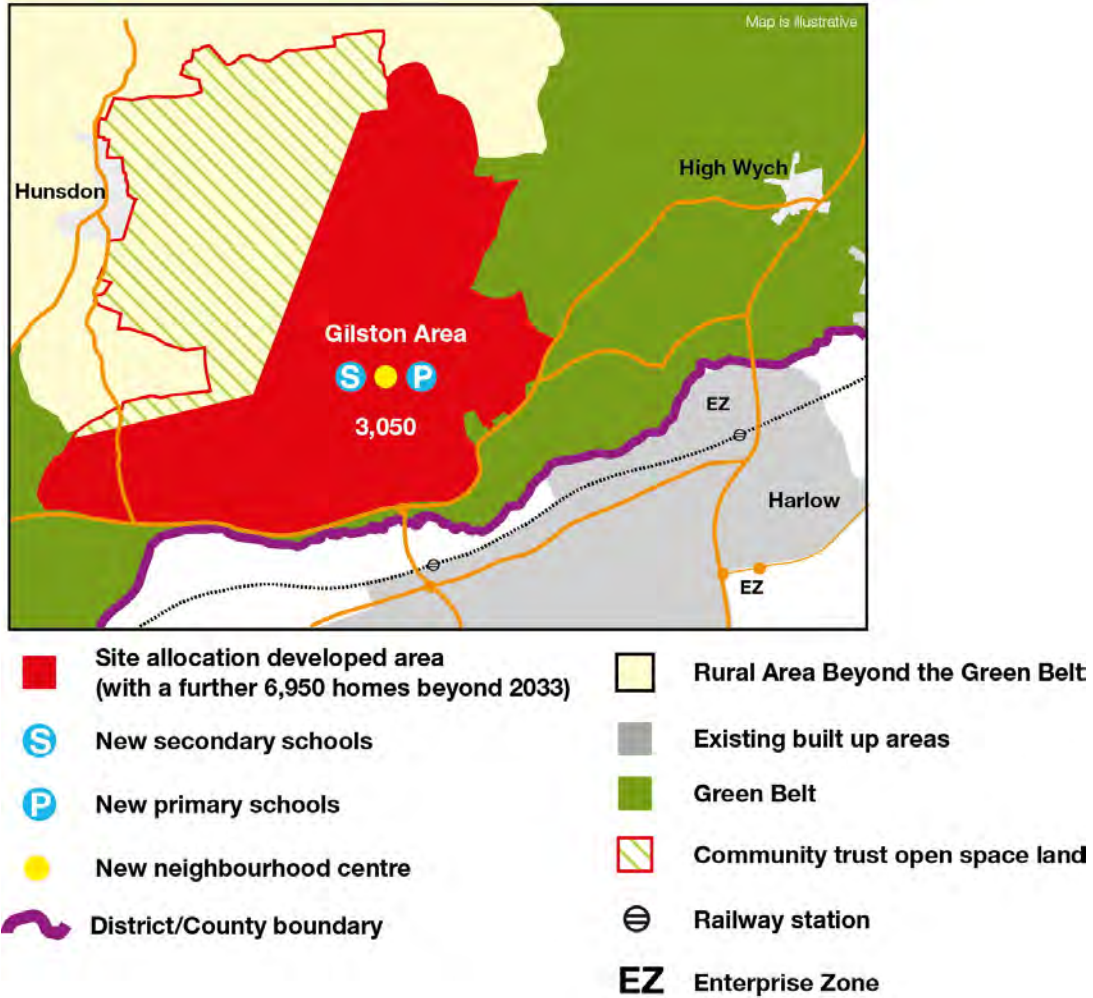 Map is illustrative
High Wych
Hunsdon
Gilston Area
S P
3,050
EZ
Harlow
EZ
Site allocation developed area
(with a further 6,950 homes beyond 2033)
S New secondary schools
P New primary schools
New neighbourhood centre
District/County boundary
Rural Area Beyond the Green Belt
Existing built up areas
Green Belt
Community trust open space land
Railway station
EZ Enterprise Zone